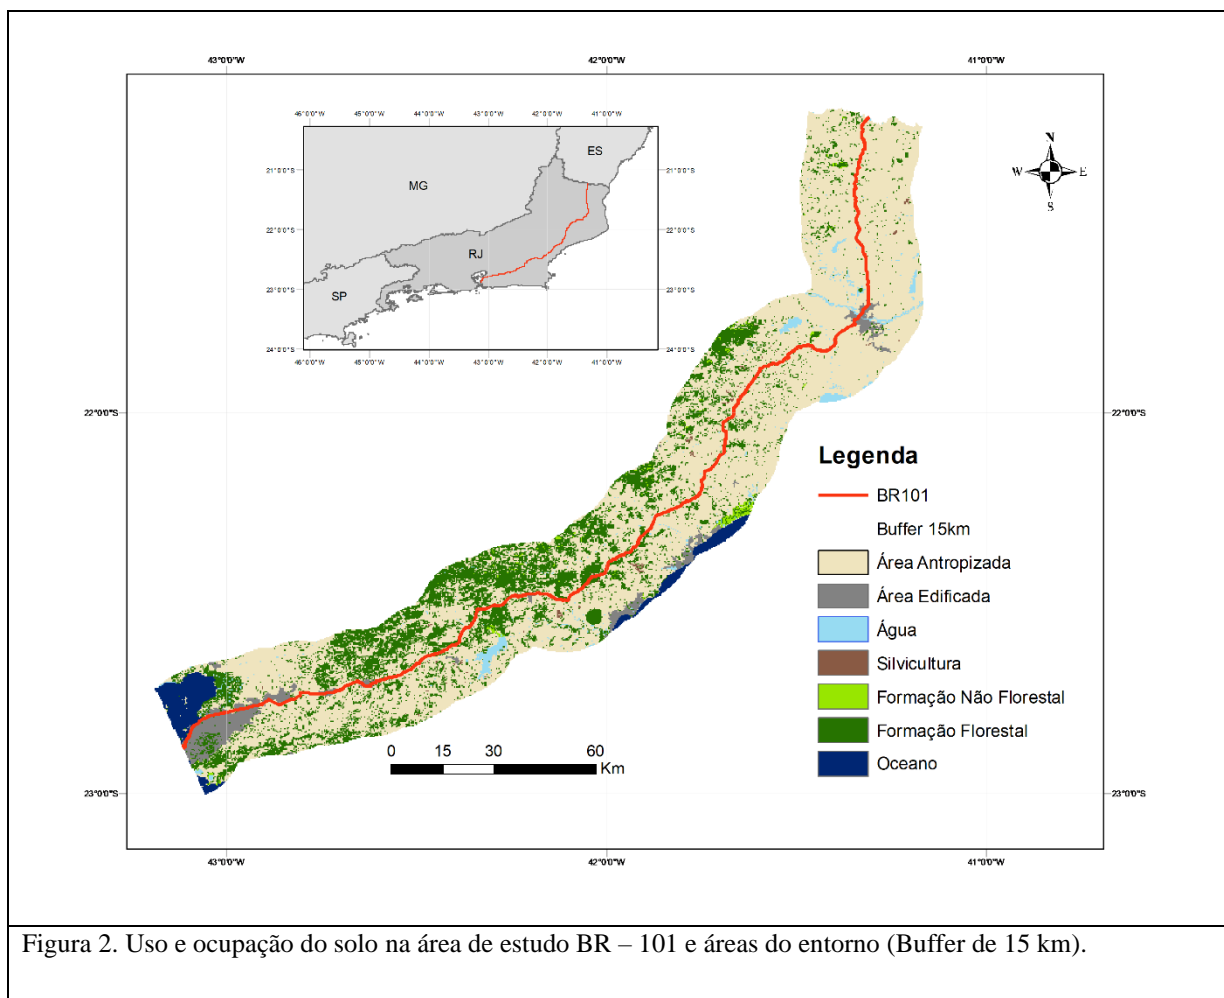 43°0'0"W 42°0'0"W 41°0'0"W
46°0'0"W 45°0'0"W 44°0'0"W 43°0'0"W 42°0'0"W 41°0'0"W
ES
N
21°0'0"S 21°0'0"S
W E
MG
S
22°0'0"S 22°0'0"S
RJ
23°0'0"S 23°0'0"S
SP
24°0'0"S 24°0'0"S
46°0'0"W 45°0'0"W 44°0'0"W 43°0'0"W 42°0'0"W 41°0'0"W
22°0'0"S 22°0'0"S
Legenda
BR101
Buffer 15km
Área Antropizada
Área Edificada
Água
Silvicultura
Formação Não Florestal
Formação Florestal
Oceano
0 15 30 60
Km
23°0'0"S 23°0'0"S
43°0'0"W 42°0'0"W 41°0'0"W
Figura 2. Uso e ocupação do solo na área de estudo BR – 101 e áreas do entorno (Buffer de 15 km).